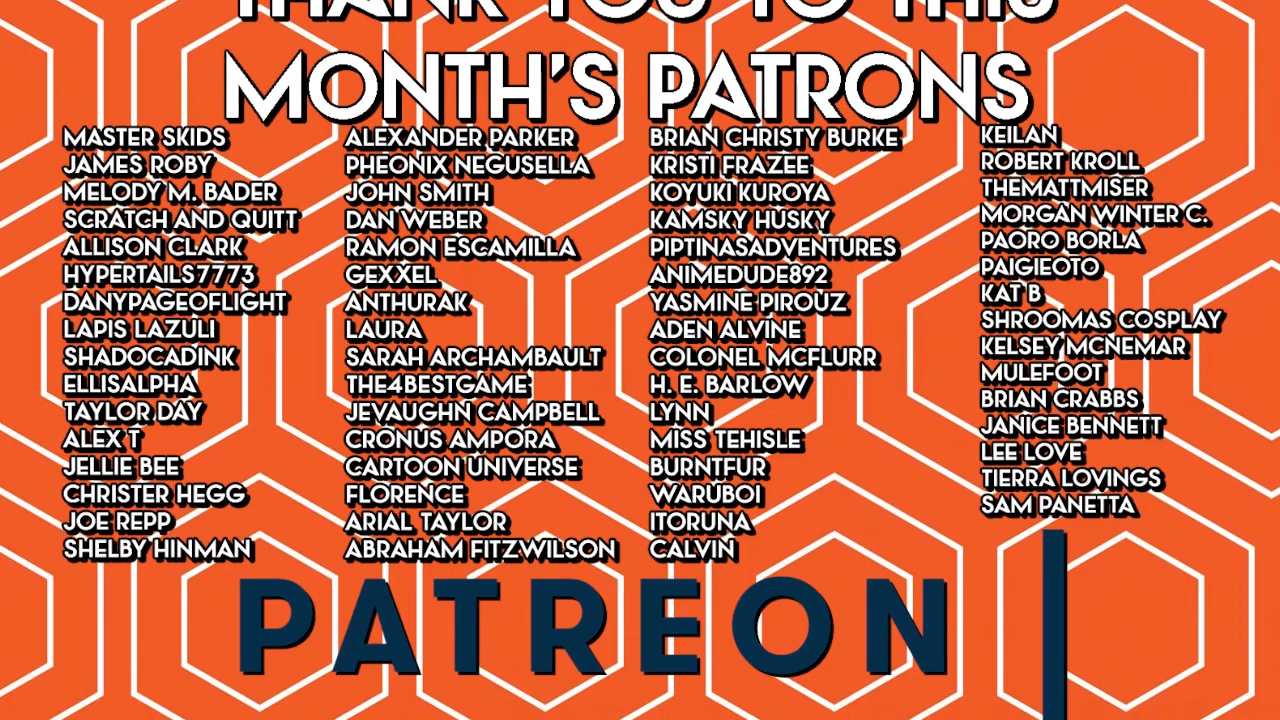 THANK YOU TO THIS
MONTH'S PATRONS
MASTER SKIDS
JAMES ROBY
MELODY M. BADER
SCRATCH AND QUITT
ALLISON CLARK
HYPERTAILS7773
DANYPAGEOFLIGHT
LAPIS LAZULI
SHADOCADINK
ELLISALPHA
TAYLOR DAY
ALEX T
JELLIE BEE
CHRISTER HEGG
JOE REPP
SHELBY HINMAN
ALEXANDER PARKER
PHEONIX NEGUSELLA
JOHN SMITH
DAN WEBER
RAMON ESCAMILLA
GEXXEL
ANTHURAK
LAURA
SARAH ARCHAMBAULT
THE4BESTGAME
JEVAUGHN CAMPBELL
CRONUS AMPORA
CARTOON UNIVERSE
FLORENCE
ARIAL TAYLOR
ABRAHAM FITZWILSON
BRIAN CHRISTY BURKE
KRISTI FRAZEE
KOYUKI KUROYA
KAMSKY HUSKY
PIPTINASADVENTURES
ANIMEDUDE892
YASMINE PIROUZ
ADEN ALVINE
COLONEL MCFLURR
H. E. BARLOW
LYNN
MISS TEHISLE
BURNTFUR
WARUBOI
ITORUNA
CALVIN
KEILAN
ROBERT KROLL
THEMATTMISER
MORGAN WINTER C.
PAORO BORLA
PAIGIEOTO
KAT B
SHROOMAS COSPLAY
KELSEY MCNEMAR
MULEFOOT
BRIAN CRABBS
JANICE BENNETT
LEE LOVE
TIERRA LOVINGS
SAM PANETTA
PATREON